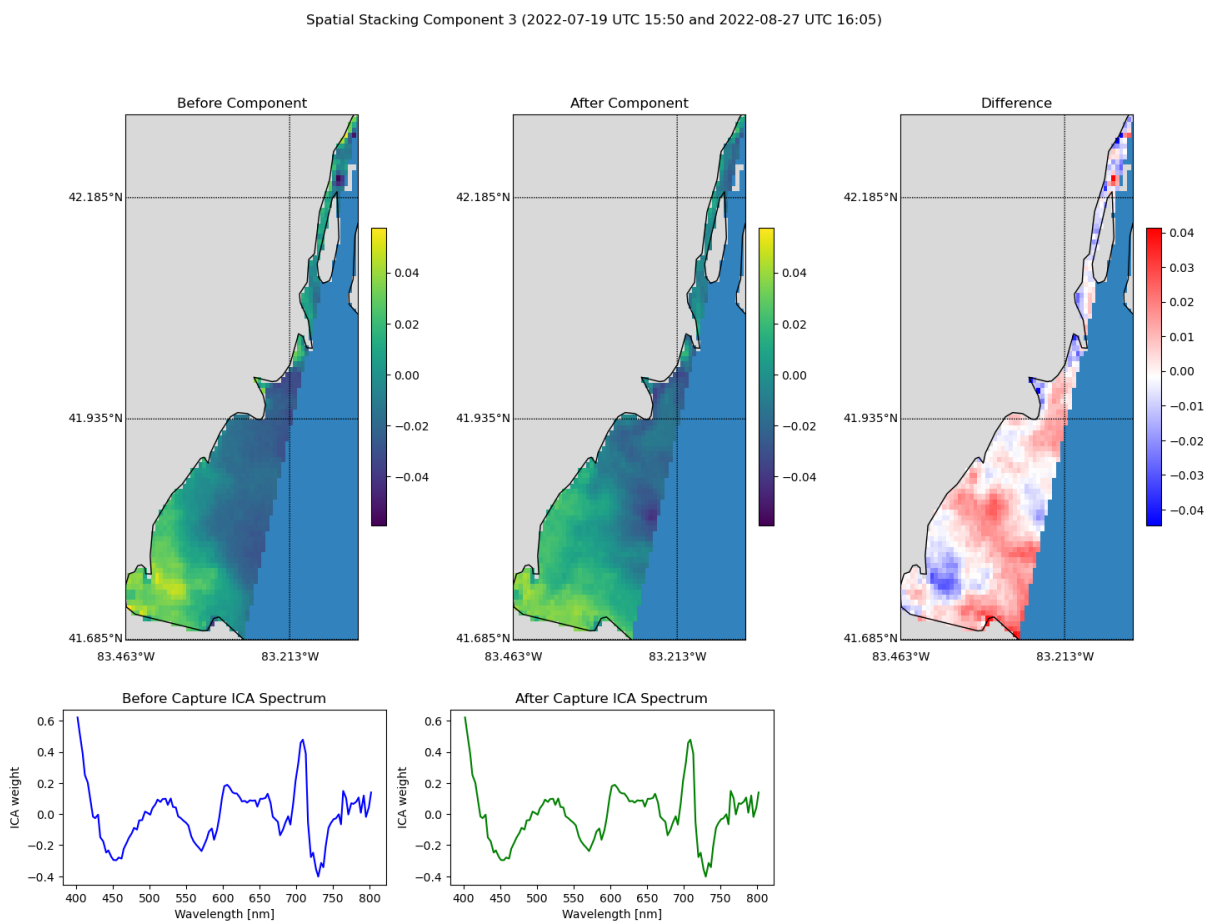 Spatial Stacking Component 3 (2022-07-19 UTC 15:50 and 2022-08-27 UTC 16:05)
Before Component
After Component
Difference
42.185°N
41.935°N
41.685°N
83.463°W
83.213°W
0.04
0.02
0.00
−0.02
−0.04
42.185°N
41.935°N
41.685°N
83.463°W
83.213°W
0.04
0.02
0.00
−0.02
−0.04
42.185°N
41.935°N
41.685°N
83.463°W
83.213°W
0.04
0.03
0.02
0.01
0.00
−0.01
−0.02
−0.03
−0.04
Before Capture ICA Spectrum
ICA weight
0.6
0.4
0.2
0.0
−0.2
−0.4
400 450 500 550 600 650 700 750 800
Wavelength [nm]
After Capture ICA Spectrum
ICA weight
0.6
0.4
0.2
0.0
−0.2
−0.4
400 450 500 550 600 650 700 750 800
Wavelength [nm]